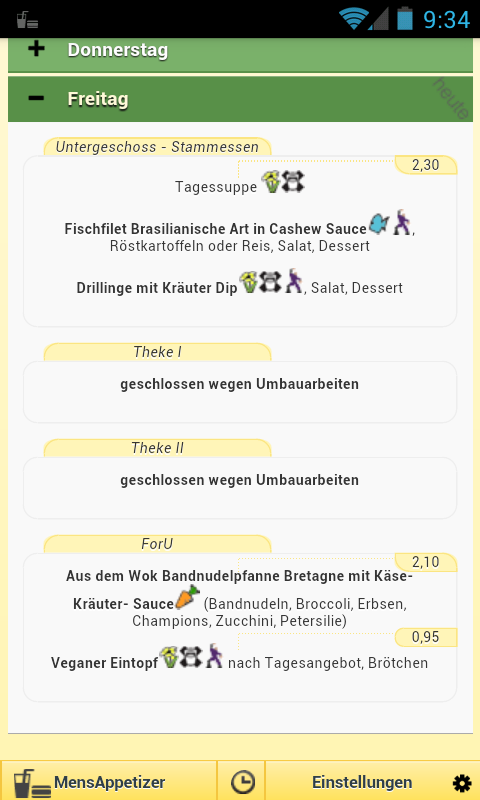 9:34
Donnerstag
Freitag
heute
Untergeschoss - Stammessen
2,30
Tagessuppe
Fischfilet Brasilianische Art in Cashew Sauce,
Röstkartoffeln oder Reis, Salat, Dessert
Drillinge mit Kräuter Dip, Salat, Dessert
Theke I
geschlossen wegen Umbauarbeiten
Theke II
geschlossen wegen Umbauarbeiten
ForU
2,10
Aus dem Wok Bandnudelpfanne Bretagne mit Käse-
Kräuter- Sauce (Bandnudeln, Broccoli, Erbsen,
Champions, Zucchini, Petersilie)
0,95
Veganer Eintopf nach Tagesangebot, Brötchen
MensAppetizer
Einstellungen